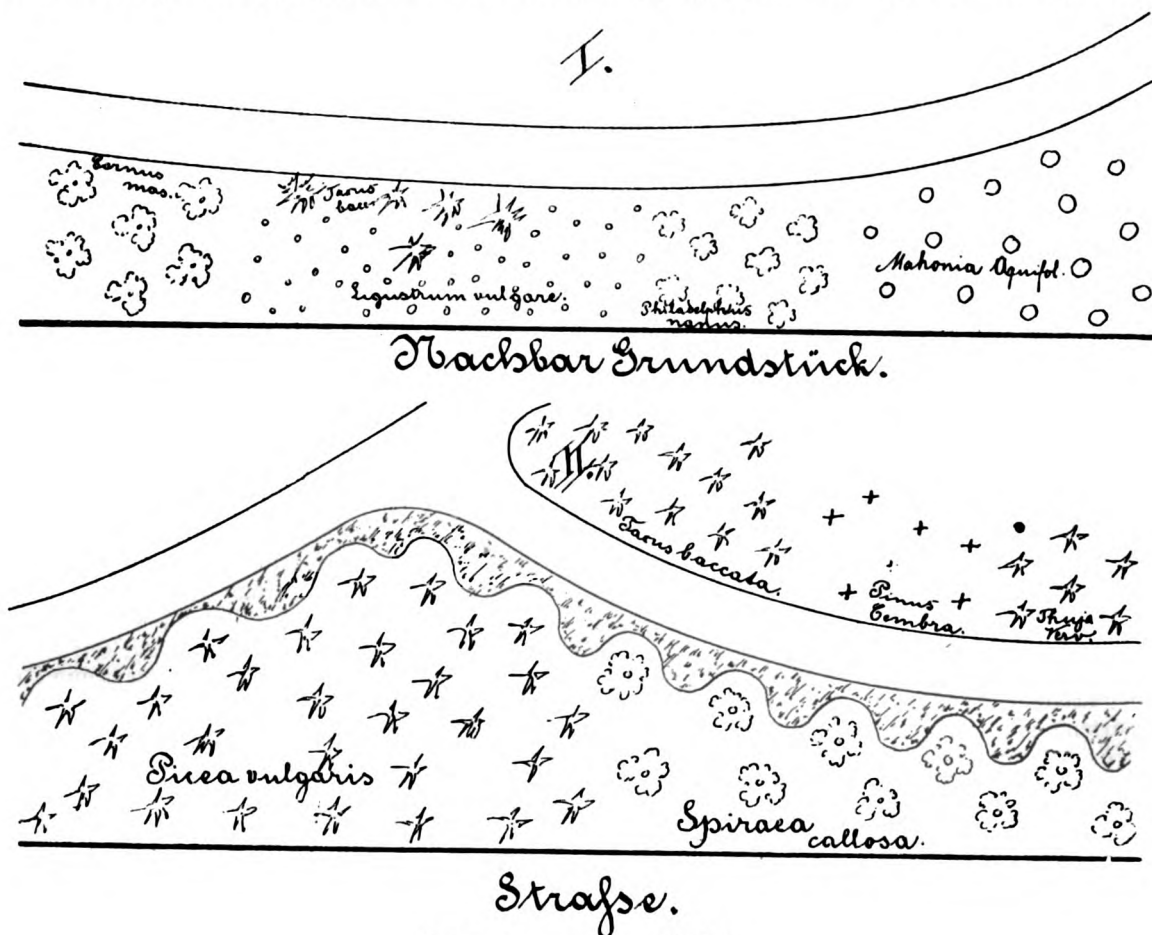 I.
Cornus
mas.
Taxus
bacc.
Ligustrum vulgare.
Philadelphus
nanus.
Mahonia Aquifol.
Nachbar Grundstück.
II.
Taxus baccata.
Pinus
Cembra.
Thuja
Picea vulgaris
Spiraea
callosa.
Straſse.